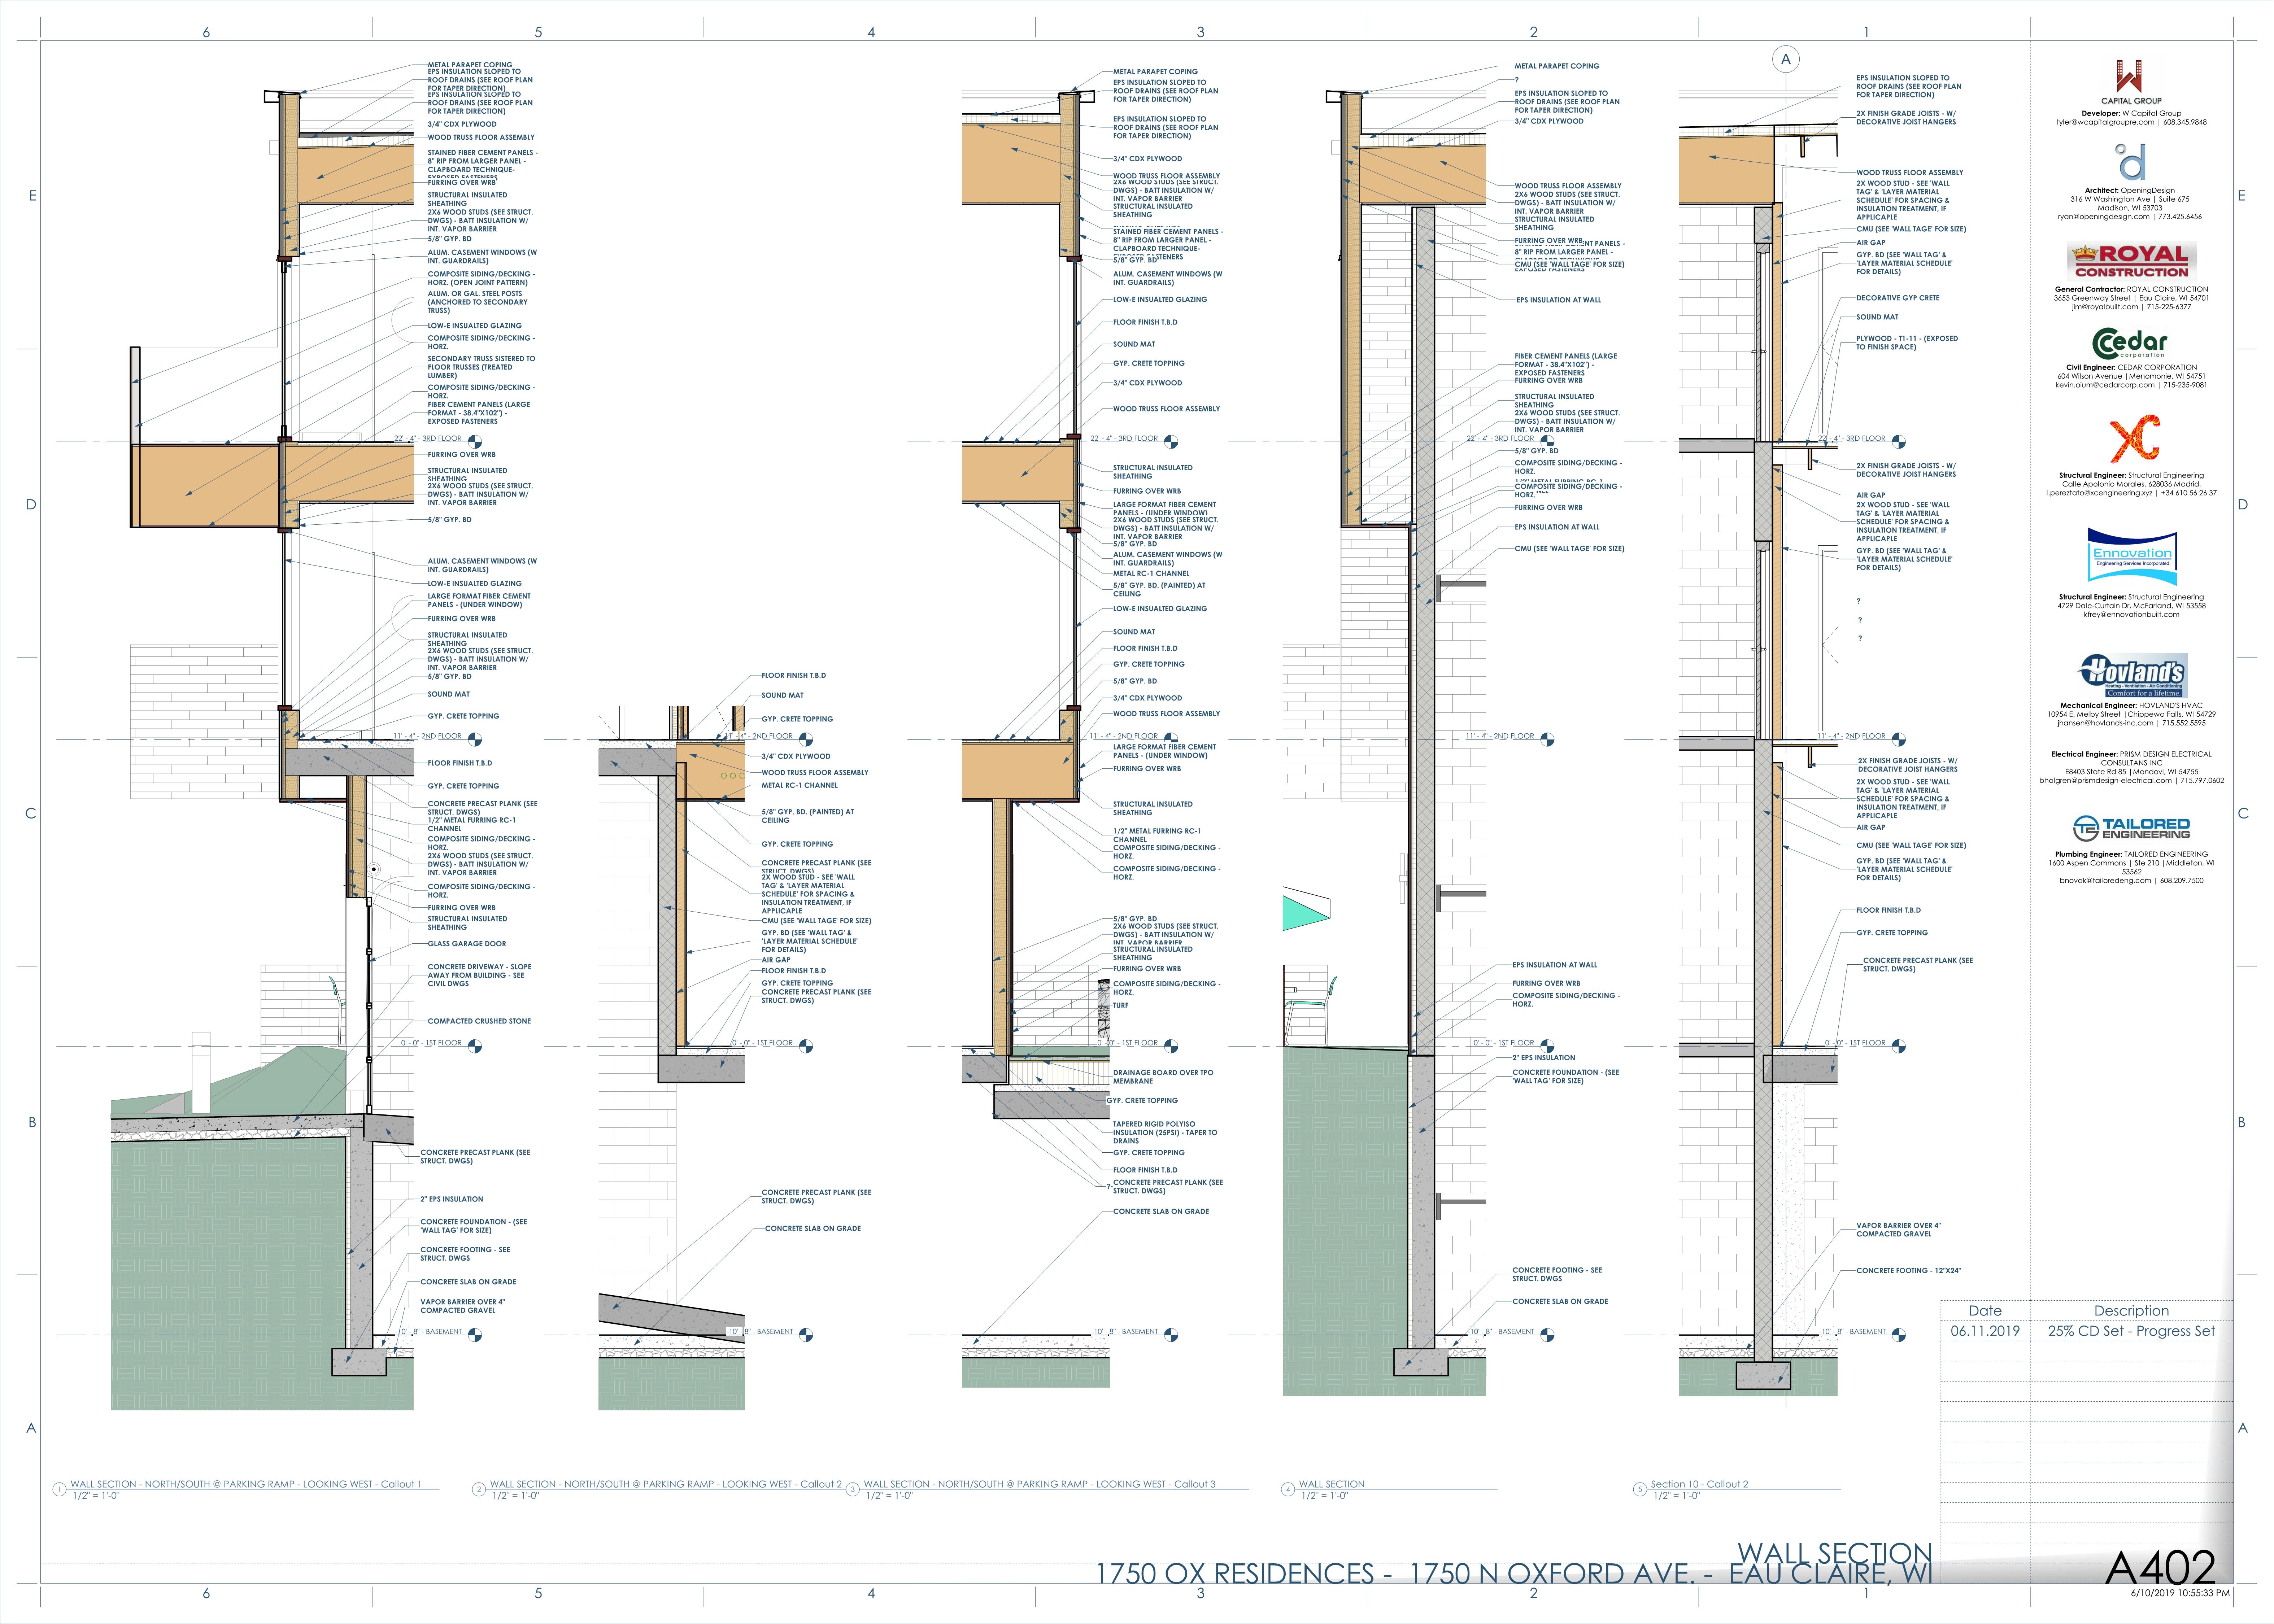 6
5
4
3
2
1
A
METAL PARAPET COPING
EPS INSULATION SLOPED TO
ROOF DRAINS (SEE ROOF PLAN
FOR TAPER DIRECTION)
EPS INSULATION SLOPED TO
ROOF DRAINS (SEE ROOF PLAN
FOR TAPER DIRECTION)
3/4" CDX PLYWOOD
WOOD TRUSS FLOOR ASSEMBLY
STAINED FIBER CEMENT PANELS -
8" RIP FROM LARGER PANEL -
CLAPBOARD TECHNIQUE-
EXPOSED FASTENERS
FURRING OVER WRB
STRUCTURAL INSULATED
SHEATHING
2X6 WOOD STUDS (SEE STRUCT.
DWGS) - BATT INSULATION W/
INT. VAPOR BARRIER
5/8" GYP. BD
ALUM. CASEMENT WINDOWS (W
INT. GUARDRAILS)
COMPOSITE SIDING/DECKING -
HORZ. (OPEN JOINT PATTERN)
ALUM. OR GAL. STEEL POSTS
(ANCHORED TO SECONDARY
TRUSS)
LOW-E INSUALTED GLAZING
COMPOSITE SIDING/DECKING -
HORZ.
SECONDARY TRUSS SISTERED TO
FLOOR TRUSSES (TREATED
LUMBER)
COMPOSITE SIDING/DECKING -
HORZ.
FIBER CEMENT PANELS (LARGE
FORMAT - 38.4"X102") -
EXPOSED FASTENERS
22' - 4" - 3RD FLOOR
FURRING OVER WRB
STRUCTURAL INSULATED
SHEATHING
2X6 WOOD STUDS (SEE STRUCT.
DWGS) - BATT INSULATION W/
INT. VAPOR BARRIER
5/8" GYP. BD
ALUM. CASEMENT WINDOWS (W
INT. GUARDRAILS)
LOW-E INSUALTED GLAZING
LARGE FORMAT FIBER CEMENT
PANELS - (UNDER WINDOW)
FURRING OVER WRB
STRUCTURAL INSULATED
SHEATHING
2X6 WOOD STUDS (SEE STRUCT.
DWGS) - BATT INSULATION W/
INT. VAPOR BARRIER
5/8" GYP. BD
SOUND MAT
GYP. CRETE TOPPING
11' - 4" - 2ND FLOOR
FLOOR FINISH T.B.D
GYP. CRETE TOPPING
CONCRETE PRECAST PLANK (SEE
STRUCT. DWGS)
1/2" METAL FURRING RC-1
CHANNEL
COMPOSITE SIDING/DECKING -
HORZ.
2X6 WOOD STUDS (SEE STRUCT.
DWGS) - BATT INSULATION W/
INT. VAPOR BARRIER
COMPOSITE SIDING/DECKING -
HORZ.
FURRING OVER WRB
STRUCTURAL INSULATED
SHEATHING
GLASS GARAGE DOOR
CONCRETE DRIVEWAY - SLOPE
AWAY FROM BUILDING - SEE
CIVIL DWGS
COMPACTED CRUSHED STONE
0' - 0" - 1ST FLOOR
CONCRETE PRECAST PLANK (SEE
STRUCT. DWGS)
2" EPS INSULATION
CONCRETE FOUNDATION - (SEE
'WALL TAG' FOR SIZE)
CONCRETE FOOTING - SEE
STRUCT. DWGS
CONCRETE SLAB ON GRADE
VAPOR BARRIER OVER 4"
COMPACTED GRAVEL
-10' - 8" - BASEMENT
FLOOR FINISH T.B.D
SOUND MAT
GYP. CRETE TOPPING
11' - 4" - 2ND FLOOR
3/4" CDX PLYWOOD
WOOD TRUSS FLOOR ASSEMBLY
METAL RC-1 CHANNEL
5/8" GYP. BD. (PAINTED) AT
CEILING
GYP. CRETE TOPPING
CONCRETE PRECAST PLANK (SEE
STRUCT. DWGS)
2X WOOD STUD - SEE 'WALL
TAG' & 'LAYER MATERIAL
SCHEDULE' FOR SPACING &
INSULATION TREATMENT, IF
APPLICAPLE
CMU (SEE 'WALL TAGE' FOR SIZE)
GYP. BD (SEE 'WALL TAG' &
'LAYER MATERIAL SCHEDULE'
FOR DETAILS)
AIR GAP
FLOOR FINISH T.B.D
GYP. CRETE TOPPING
CONCRETE PRECAST PLANK (SEE
STRUCT. DWGS)
0' - 0" - 1ST FLOOR
CONCRETE PRECAST PLANK (SEE
STRUCT. DWGS)
CONCRETE SLAB ON GRADE
-10' - 8" - BASEMENT
METAL PARAPET COPING
EPS INSULATION SLOPED TO
ROOF DRAINS (SEE ROOF PLAN
FOR TAPER DIRECTION)
EPS INSULATION SLOPED TO
ROOF DRAINS (SEE ROOF PLAN
FOR TAPER DIRECTION)
3/4" CDX PLYWOOD
WOOD TRUSS FLOOR ASSEMBLY
2X6 WOOD STUDS (SEE STRUCT.
DWGS) - BATT INSULATION W/
INT. VAPOR BARRIER
STRUCTURAL INSULATED
SHEATHING
STAINED FIBER CEMENT PANELS -
8" RIP FROM LARGER PANEL -
CLAPBOARD TECHNIQUE-
EXPOSED FASTENERS
5/8" GYP. BD
ALUM. CASEMENT WINDOWS (W
INT. GUARDRAILS)
LOW-E INSUALTED GLAZING
FLOOR FINISH T.B.D
SOUND MAT
GYP. CRETE TOPPING
3/4" CDX PLYWOOD
WOOD TRUSS FLOOR ASSEMBLY
22' - 4" - 3RD FLOOR
STRUCTURAL INSULATED
SHEATHING
FURRING OVER WRB
LARGE FORMAT FIBER CEMENT
PANELS - (UNDER WINDOW)
2X6 WOOD STUDS (SEE STRUCT.
DWGS) - BATT INSULATION W/
INT. VAPOR BARRIER
5/8" GYP. BD
ALUM. CASEMENT WINDOWS (W
INT. GUARDRAILS)
METAL RC-1 CHANNEL
5/8" GYP. BD. (PAINTED) AT
CEILING
LOW-E INSUALTED GLAZING
SOUND MAT
FLOOR FINISH T.B.D
GYP. CRETE TOPPING
5/8" GYP. BD
3/4" CDX PLYWOOD
WOOD TRUSS FLOOR ASSEMBLY
11' - 4" - 2ND FLOOR
LARGE FORMAT FIBER CEMENT
PANELS - (UNDER WINDOW)
FURRING OVER WRB
STRUCTURAL INSULATED
SHEATHING
1/2" METAL FURRING RC-1
CHANNEL
COMPOSITE SIDING/DECKING -
HORZ.
COMPOSITE SIDING/DECKING -
HORZ.
5/8" GYP. BD
2X6 WOOD STUDS (SEE STRUCT.
DWGS) - BATT INSULATION W/
INT. VAPOR BARRIER
STRUCTURAL INSULATED
SHEATHING
FURRING OVER WRB
COMPOSITE SIDING/DECKING -
HORZ.
TURF
0' - 0" - 1ST FLOOR
DRAINAGE BOARD OVER TPO
MEMBRANE
GYP. CRETE TOPPING
TAPERED RIGID POLYISO
INSULATION (25PSI) - TAPER TO
DRAINS
GYP. CRETE TOPPING
FLOOR FINISH T.B.D
?
CONCRETE PRECAST PLANK (SEE
STRUCT. DWGS)
CONCRETE SLAB ON GRADE
-10' - 8" - BASEMENT
METAL PARAPET COPING
?
EPS INSULATION SLOPED TO
ROOF DRAINS (SEE ROOF PLAN
FOR TAPER DIRECTION)
3/4" CDX PLYWOOD
WOOD TRUSS FLOOR ASSEMBLY
2X6 WOOD STUDS (SEE STRUCT.
DWGS) - BATT INSULATION W/
INT. VAPOR BARRIER
STRUCTURAL INSULATED
SHEATHING
FURRING OVER WRB
8" RIP FROM LARGER PANEL -
CMU (SEE 'WALL TAGE' FOR SIZE)
EXPOSED FASTENERS
EPS INSULATION AT WALL
FIBER CEMENT PANELS (LARGE
FORMAT - 38.4"X102") -
EXPOSED FASTENERS
FURRING OVER WRB
STRUCTURAL INSULATED
SHEATHING
2X6 WOOD STUDS (SEE STRUCT.
DWGS) - BATT INSULATION W/
INT. VAPOR BARRIER
22' - 4" - 3RD FLOOR
5/8" GYP. BD
COMPOSITE SIDING/DECKING -
HORZ.
COMPOSITE SIDING/DECKING -
HORZ.
FURRING OVER WRB
EPS INSULATION AT WALL
CMU (SEE 'WALL TAGE' FOR SIZE)
11' - 4" - 2ND FLOOR
EPS INSULATION AT WALL
FURRING OVER WRB
COMPOSITE SIDING/DECKING -
HORZ.
0' - 0" - 1ST FLOOR
2" EPS INSULATION
CONCRETE FOUNDATION - (SEE
'WALL TAG' FOR SIZE)
CONCRETE FOOTING - SEE
STRUCT. DWGS
CONCRETE SLAB ON GRADE
-10' - 8" - BASEMENT
EPS INSULATION SLOPED TO
ROOF DRAINS (SEE ROOF PLAN
FOR TAPER DIRECTION)
2X FINISH GRADE JOISTS - W/
DECORATIVE JOIST HANGERS
WOOD TRUSS FLOOR ASSEMBLY
2X WOOD STUD - SEE 'WALL
TAG' & 'LAYER MATERIAL
SCHEDULE' FOR SPACING &
INSULATION TREATMENT, IF
APPLICAPLE
CMU (SEE 'WALL TAGE' FOR SIZE)
AIR GAP
GYP. BD (SEE 'WALL TAG' &
'LAYER MATERIAL SCHEDULE'
FOR DETAILS)
DECORATIVE GYP CRETE
SOUND MAT
PLYWOOD - T1-11 - (EXPOSED
TO FINISH SPACE)
22' - 4" - 3RD FLOOR
2X FINISH GRADE JOISTS - W/
DECORATIVE JOIST HANGERS
AIR GAP
2X WOOD STUD - SEE 'WALL
TAG' & 'LAYER MATERIAL
SCHEDULE' FOR SPACING &
INSULATION TREATMENT, IF
APPLICAPLE
GYP. BD (SEE 'WALL TAG' &
'LAYER MATERIAL SCHEDULE'
FOR DETAILS)
?
?
?
11' - 4" - 2ND FLOOR
2X FINISH GRADE JOISTS - W/
DECORATIVE JOIST HANGERS
2X WOOD STUD - SEE 'WALL
TAG' & 'LAYER MATERIAL
SCHEDULE' FOR SPACING &
INSULATION TREATMENT, IF
APPLICAPLE
AIR GAP
CMU (SEE 'WALL TAGE' FOR SIZE)
GYP. BD (SEE 'WALL TAG' &
'LAYER MATERIAL SCHEDULE'
FOR DETAILS)
FLOOR FINISH T.B.D
GYP. CRETE TOPPING
CONCRETE PRECAST PLANK (SEE
STRUCT. DWGS)
0' - 0" - 1ST FLOOR
VAPOR BARRIER OVER 4"
COMPACTED GRAVEL
CONCRETE FOOTING - 12"X24"
-10' - 8" - BASEMENT
E
D
C
B
A
E
D
C
B
A
CAPITAL GROUP
Developer: W Capital Group
tyler@wcapitalgroupre.com | 608.345.9848
d
Architect: OpeningDesign
316 W Washington Ave | Suite 675
Madison, WI 53703
ryan@openingdesign.com | 773.425.6456
ROYAL
CONSTRUCTION
General Contractor: ROYAL CONSTRUCTION
3653 Greenway Street | Eau Claire, WI 54701
jim@royalbuilt.com | 715-225-6377
Cedar
corporation
Civil Engineer: CEDAR CORPORATION
604 Wilson Avenue |Menomonie, WI 54751
kevin.oium@cedarcorp.com | 715-235-9081
XC
Structural Engineer: Structural Engineering
Calle Apolonio Morales, 628036 Madrid.
l.pereztato@xcengineering.xyz | +34 610 56 26 37
Ennovation
Engineering Services Incorporated
Structural Engineer: Structural Engineering
4729 Dale-Curtain Dr, McFarland, WI 53558
kfrey@ennovationbuilt.com
Hovland's
Heating - Ventilation - Air Conditioning
Comfort for a lifetime.
Mechanical Engineer: HOVLAND'S HVAC
10954 E. Melby Street |Chippewa Falls, WI 54729
jhansen@hovlands-inc.com | 715.552.5595
Electrical Engineer: PRISM DESIGN ELECTRICAL
CONSULTANS INC
E8403 State Rd 85 |Mondovi, WI 54755
bhalgren@prismdesign-electrical.com | 715.797.0602
TE TAILORED
ENGINEERING
Plumbing Engineer: TAILORED ENGINEERING
1600 Aspen Commons | Ste 210 |Middleton, WI
53562
bnovak@tailoredeng.com | 608.209.7500
Date Description
06.11.2019 25% CD Set - Progress Set
1 WALL SECTION - NORTH/SOUTH @ PARKING RAMP - LOOKING WEST - Callout 1
1/2" = 1'-0"
2 WALL SECTION - NORTH/SOUTH @ PARKING RAMP - LOOKING WEST - Callout 2
1/2" = 1'-0"
3 WALL SECTION - NORTH/SOUTH @ PARKING RAMP - LOOKING WEST - Callout 3
1/2" = 1'-0"
4 WALL SECTION
1/2" = 1'-0"
5 Section 10 - Callout 2
1/2" = 1'-0"
WALL SECTION
1750 OX RESIDENCES - 1750 N OXFORD AVE. - EAU CLAIRE, WI
A402
6/10/2019 10:55:33 PM
6
5
4
3
2
1